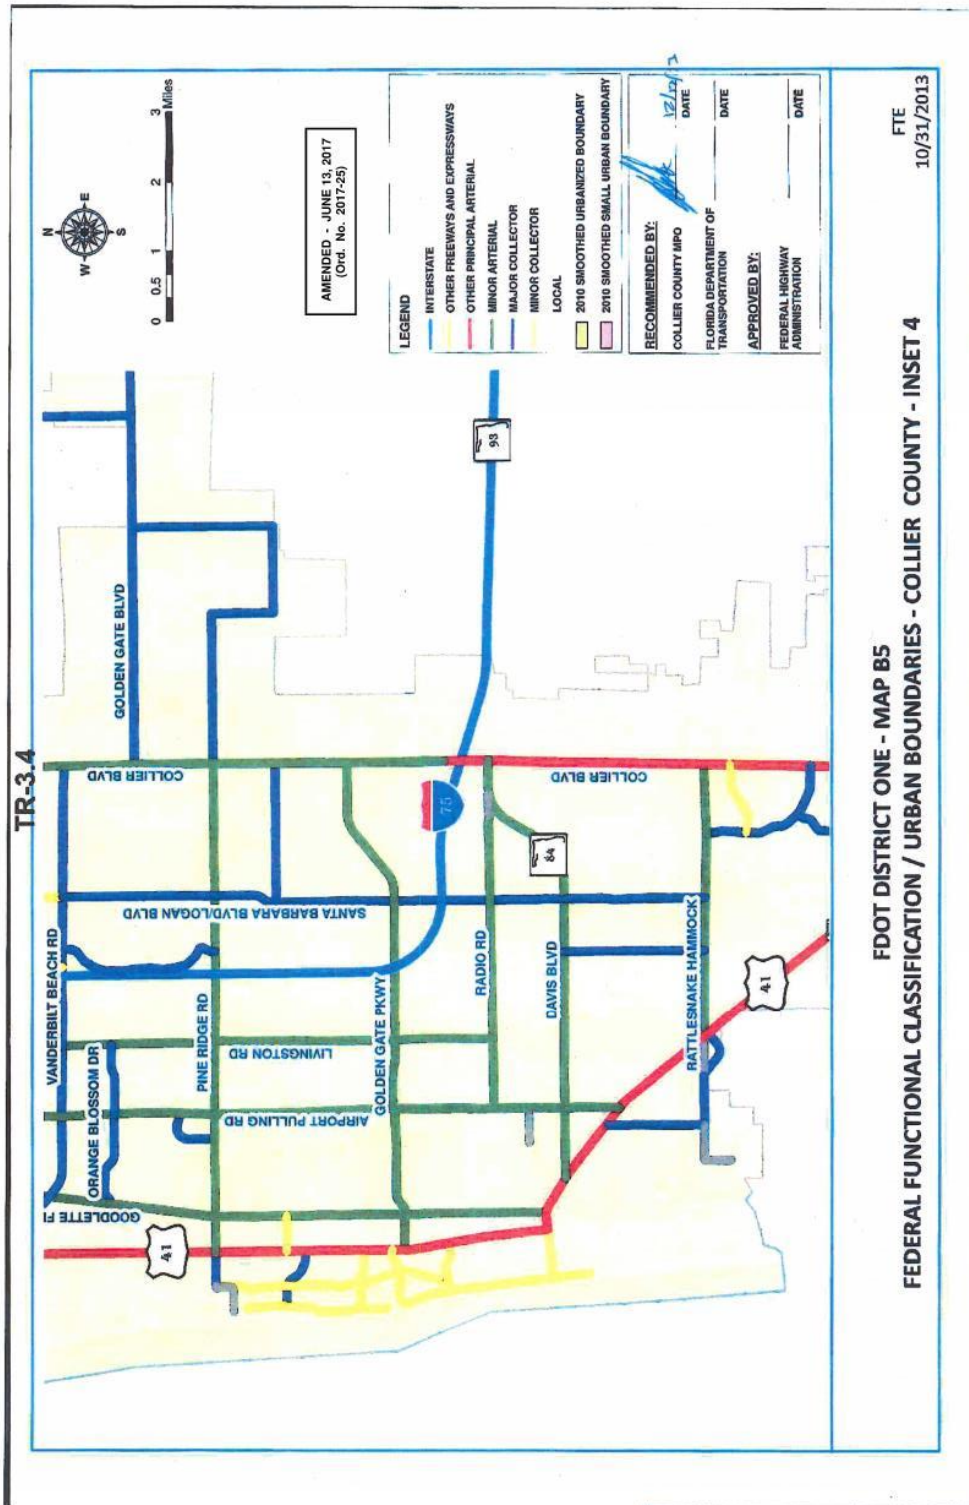 TR-3.4
N
W
E
S
0 0.5 1 2 3
Miles
AMENDED - JUNE 13, 2017
(Ord. No. 2017-25)
LEGEND
INTERSTATE
OTHER FREEWAYS AND EXPRESSWAYS
OTHER PRINCIPAL ARTERIAL
MINOR ARTERIAL
MAJOR COLLECTOR
MINOR COLLECTOR
LOCAL
2010 SMOOTHED URBANIZED BOUNDARY
2010 SMOOTHED SMALL URBAN BOUNDARY
RECOMMENDED BY:
COLLIER COUNTY MPO
DATE
FLORIDA DEPARTMENT OF
TRANSPORTATION
DATE
APPROVED BY:
FEDERAL HIGHWAY
ADMINISTRATION
DATE
VANDERBILT BEACH RD
ORANGE BLOSSOM DR
GOODLETTE
PINE RIDGE RD
GOLDEN GATE BLVD
COLLIER BLVD
SANTA BARBARA BLVD/LOGAN BLVD
LIVINGSTON RD
AIRPORT PULLING RD
GOLDEN GATE PKWY
RADIO RD
DAVIS BLVD
COLLIER BLVD
RATTLESNAKE HAMMOCK
41
75
93
84
41
FDOT DISTRICT ONE - MAP B5
FEDERAL FUNCTIONAL CLASSIFICATION / URBAN BOUNDARIES - COLLIER COUNTY - INSET 4
FTE
10/31/2013